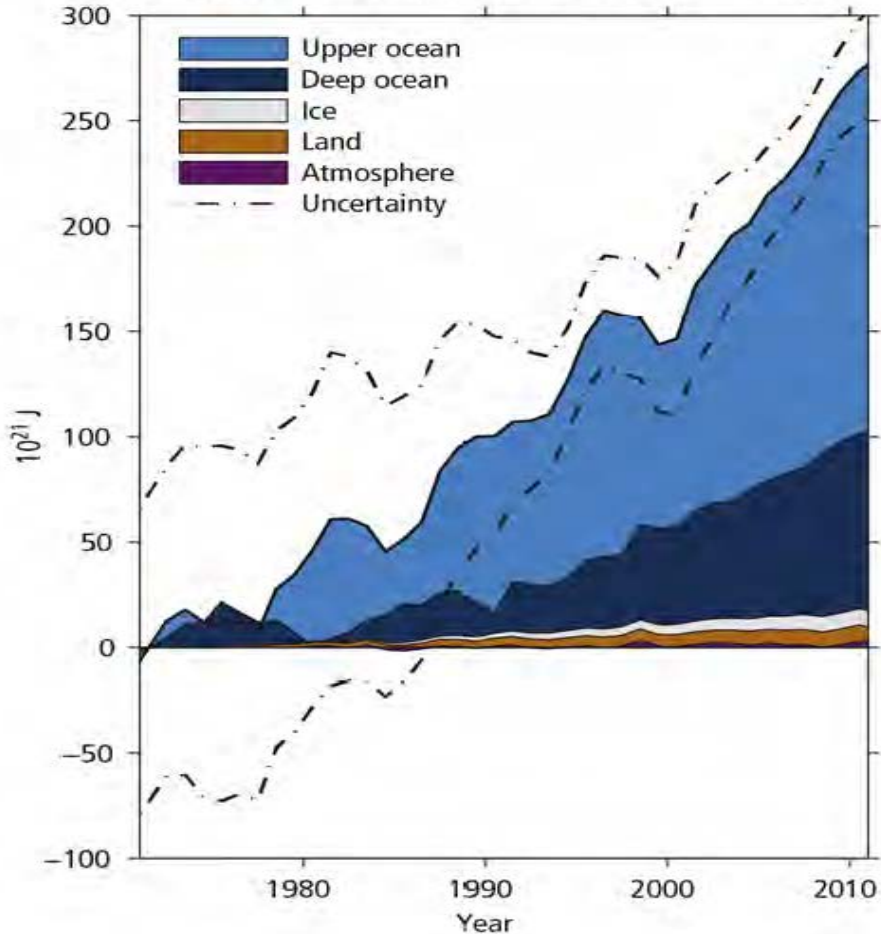 300
250
200
150
100
50
0
−50
−100
10²¹ J
Upper ocean
Deep ocean
Ice
Land
Atmosphere
Uncertainty
1980
1990
2000
2010
Year